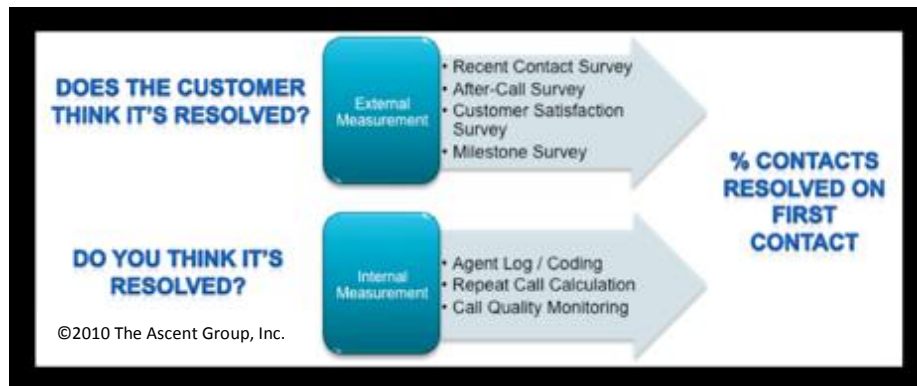 DOES THE CUSTOMER
THINK IT'S RESOLVED?
External
Measurement
• Recent Contact Survey
• After-Call Survey
• Customer Satisfaction
Survey
• Milestone Survey
% CONTACTS
RESOLVED ON
FIRST
CONTACT
DO YOU THINK IT'S
RESOLVED?
Internal
Measurement
• Agent Log / Coding
• Repeat Call Calculation
• Call Quality Monitoring
©2010 The Ascent Group, Inc.